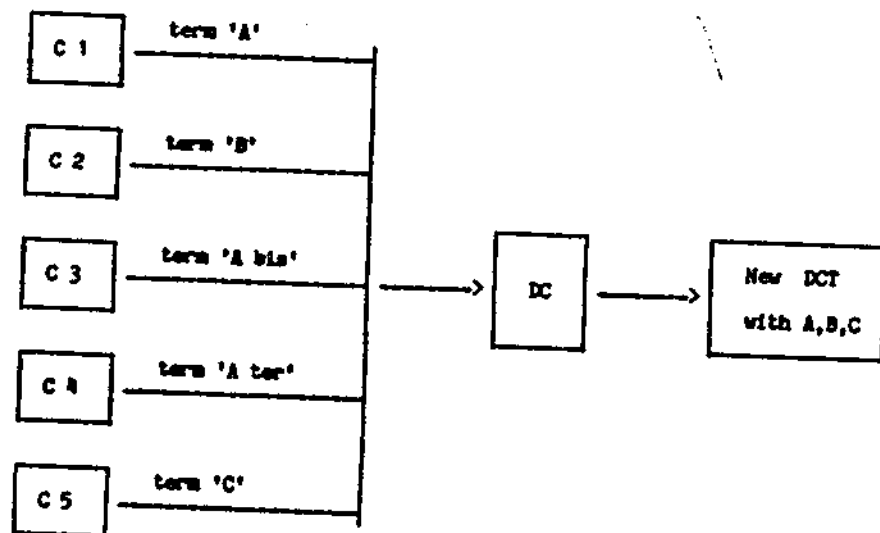 C 1
term 'A'
C 2
term 'B'
C 3
term 'A bis'
C 4
term 'A ter'
C 5
term 'C'
DC
New DCT
with A,B,C